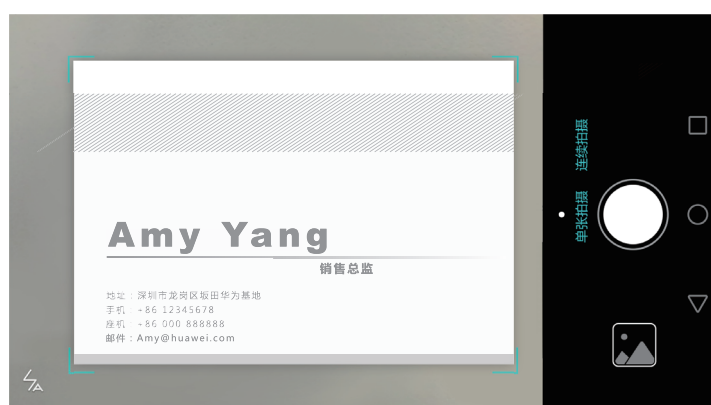 Amy Yang
销售总监
地址：深圳市龙岗区坂田华为基地
手机：+86 12345678
座机：+86 000 888888
邮件：Amy@huawei.com
连续拍摄
单张拍摄